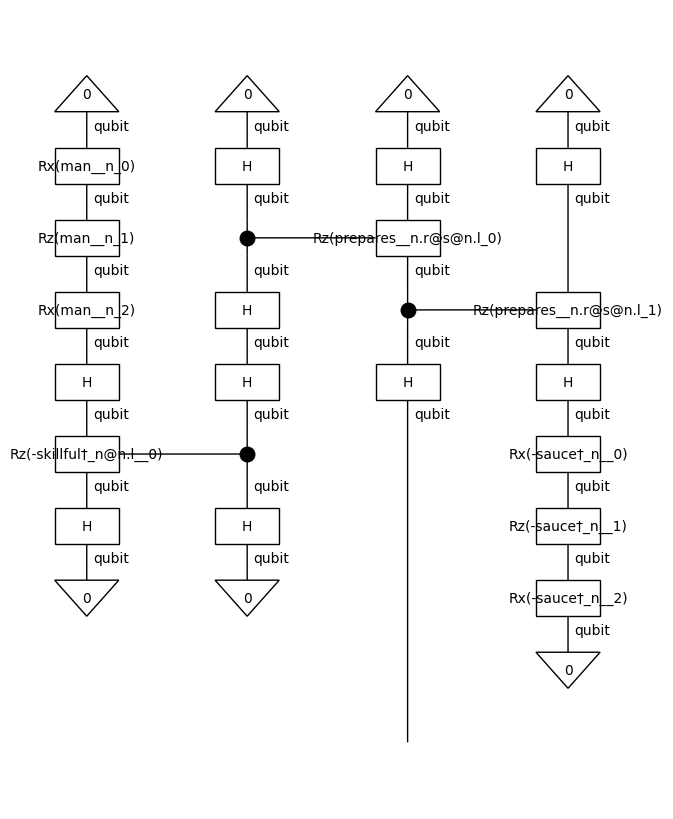 0 0 0 0
qubit qubit qubit qubit
Rx(man__n_0) H H H
qubit qubit qubit qubit
Rz(man__n_1) Rz(prepares__n.r@s@n.l_0)
qubit qubit qubit
Rx(man__n_2) H Rz(prepares__n.r@s@n.l_1)
qubit qubit qubit qubit
H H H H
qubit qubit qubit qubit
Rz(-skillful†_n@n.l__0) Rx(-sauce†_n__0)
qubit qubit qubit
H H Rz(-sauce†_n__1)
qubit qubit qubit
0 0 Rx(-sauce†_n__2)
qubit
0